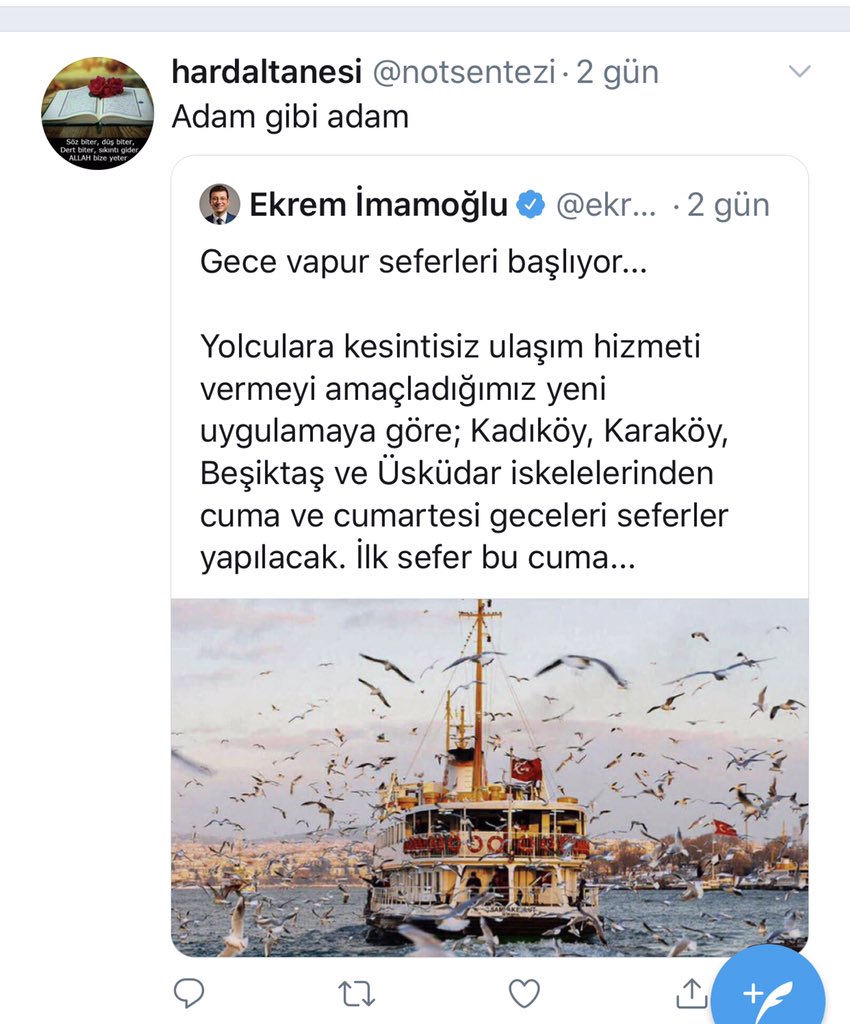 hardaltanesi @notsentezi · 2 gün
Adam gibi adam
Söz biter, düş biter,
Dert biter, sıkıntı gider
ALLAH bize yeter
Ekrem İmamoğlu @ekr... · 2 gün
Gece vapur seferleri başlıyor...
Yolculara kesintisiz ulaşım hizmeti
vermeyi amaçladığımız yeni
uygulamaya göre; Kadıköy, Karaköy,
Beşiktaş ve Üsküdar iskelelerinden
cuma ve cumartesi geceleri seferler
yapılacak. İlk sefer bu cuma...